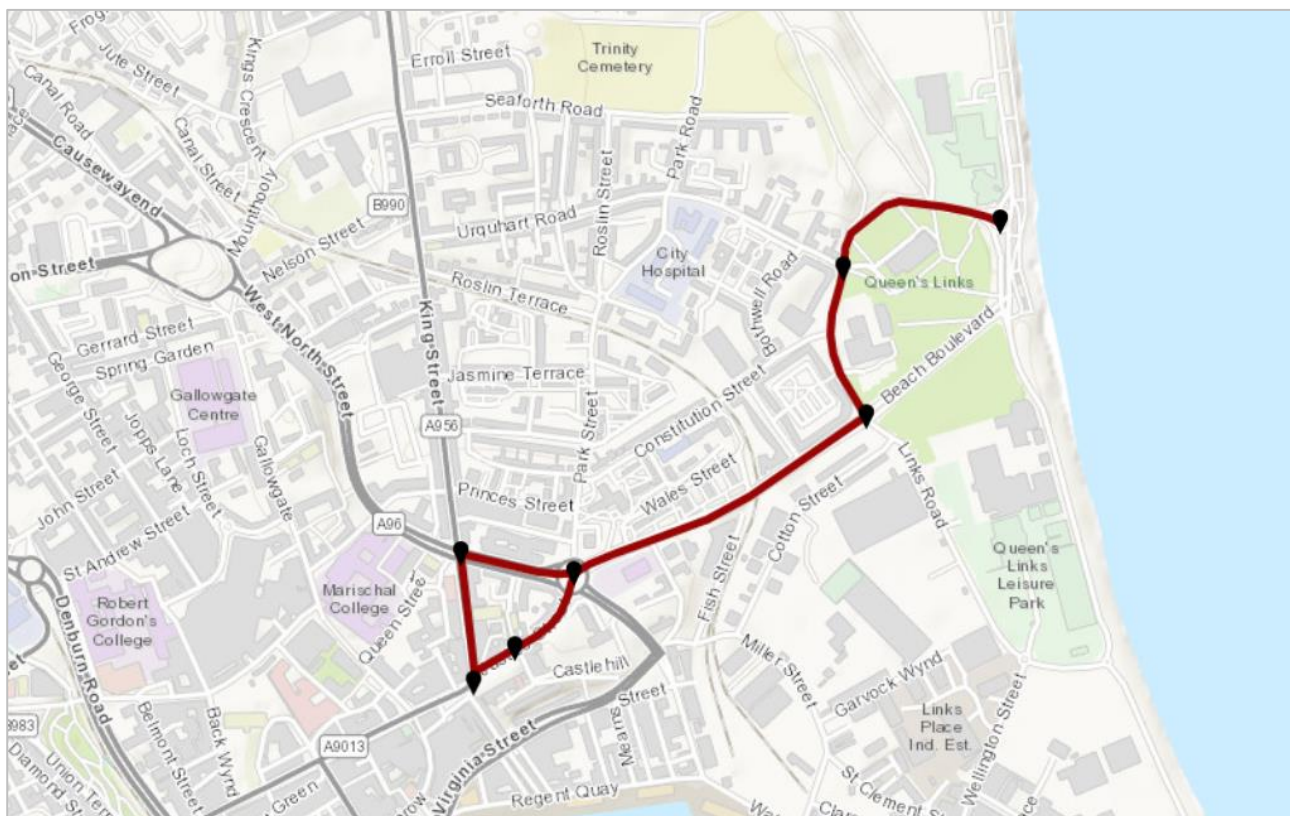 Jute Street
Kings Crescent
Erroll Street
Trinity
Cemetery
Canal Road
Seaforth Road
Canal Street
Park Road
Causewayend
Mounthooly
B990
Roslin Street
Urquhart Road
Nelson Street
City
Hospital
on Street
Roslin Terrace
Bothwell Road
Queen's Links
West North Street
King Street
Gerrard Street
Spring Garden
George Street
Jasmine Terrace
Beach Boulevard
Gallowgate
Centre
Jopps Lane
Loch Street
Gallowgate
A956
Park Street
Constitution Street
Links Road
John Street
Princes Street
Wales Street
Cotton Street
A96
St Andrew Street
Marischal
College
Queen Street
Fish Street
Queen's
Links
Leisure
Park
Robert
Gordon's
College
Denburn Road
Castlehill
Miller Street
Garvock Wynd
Mearns Street
Links
Place
Ind. Est.
Wellington Street
Belmont Street
Back Wynd
A9013
Virginia Street
Diamond St
Union Terr
Green
Regent Quay
St Clement St